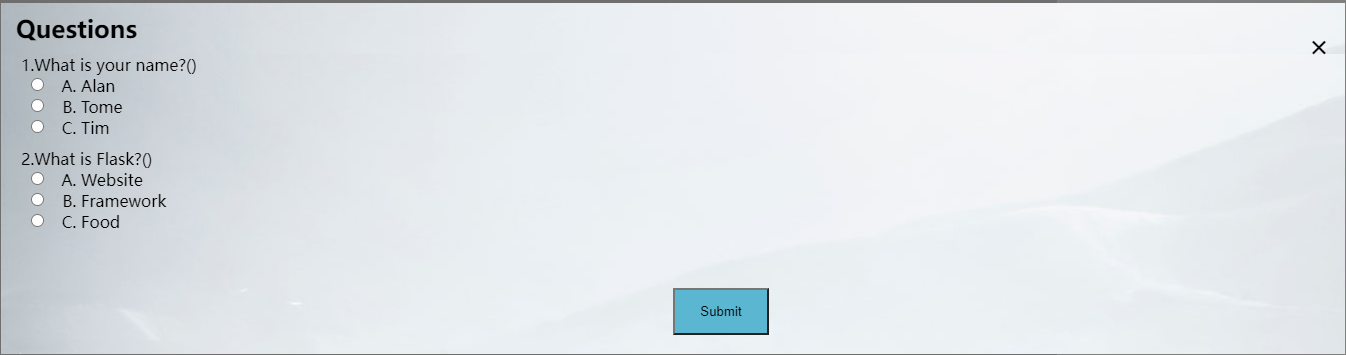 Questions
1.What is your name?()
A. Alan
B. Tome
C. Tim
2.What is Flask?()
A. Website
B. Framework
C. Food
Submit